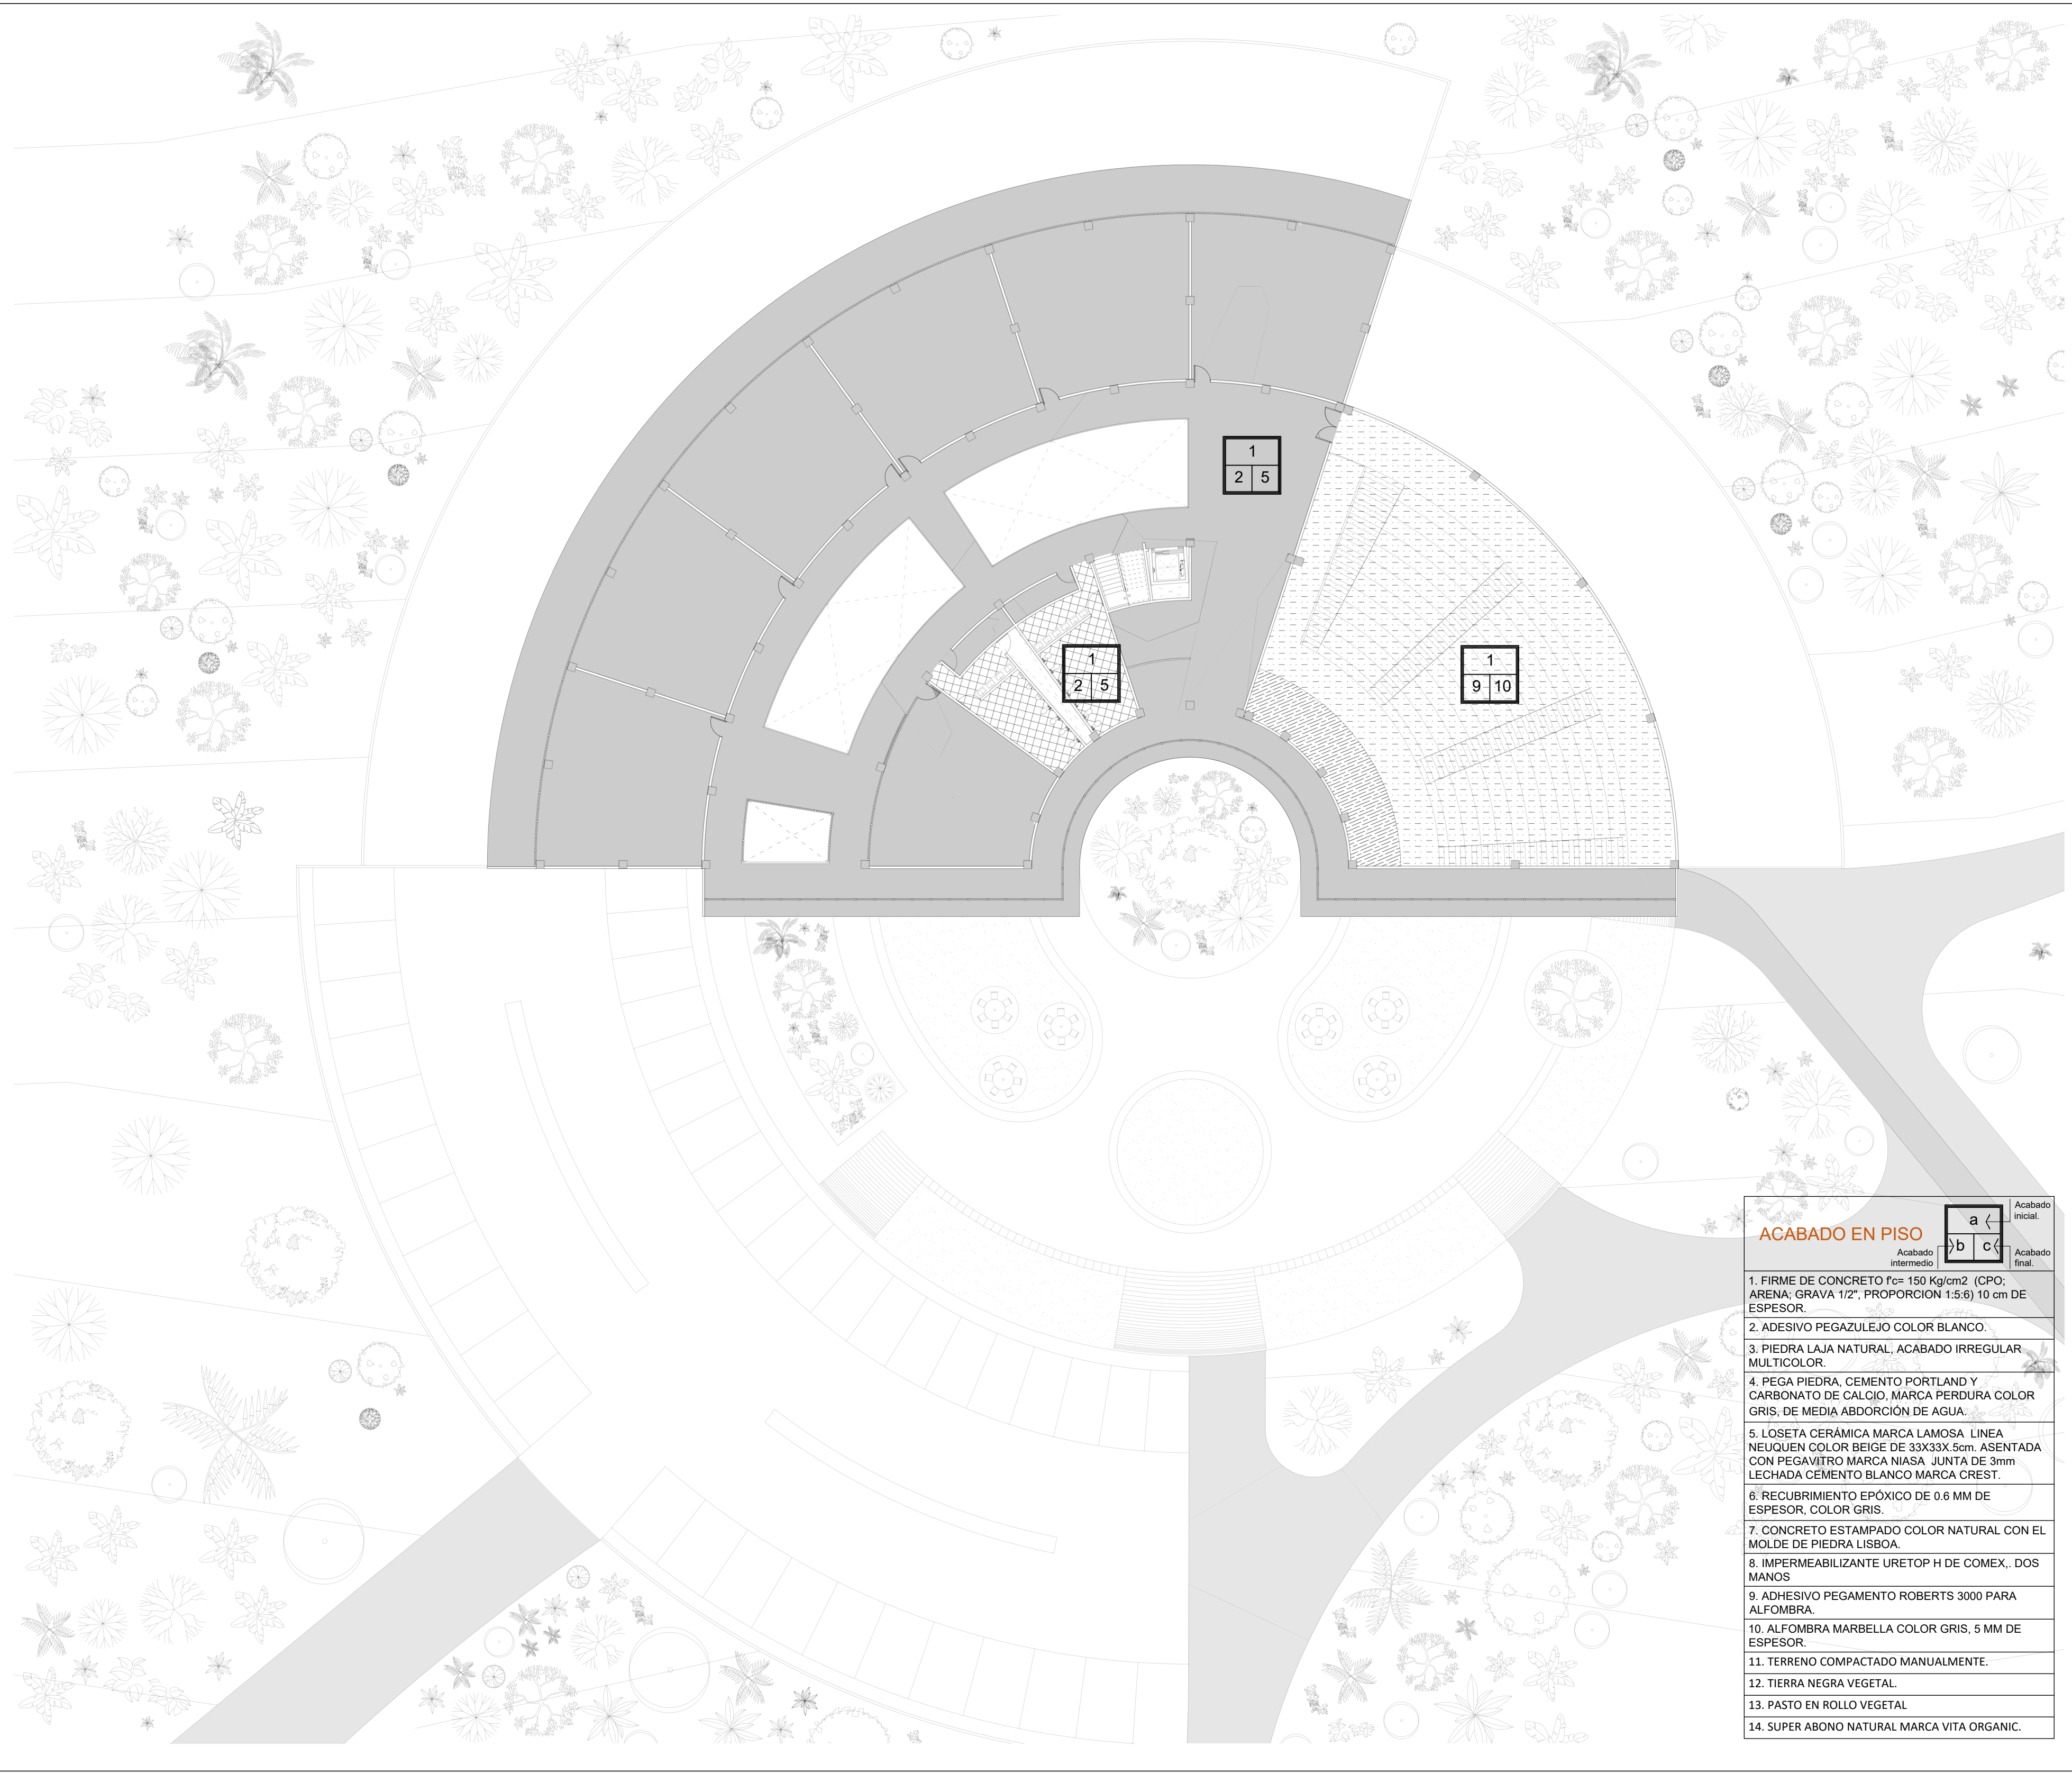 1
2 5
1
2 5
1
9 10
ACABADO EN PISO
a
b c
Acabado
inicial.
Acabado
intermedio
Acabado
final.
1. FIRME DE CONCRETO f'c= 150 Kg/cm2 (CPO;
ARENA; GRAVA 1/2", PROPORCION 1:5:6) 10 cm DE
ESPESOR.
2. ADESIVO PEGAZULEJO COLOR BLANCO.
3. PIEDRA LAJA NATURAL, ACABADO IRREGULAR
MULTICOLOR.
4. PEGA PIEDRA, CEMENTO PORTLAND Y
CARBONATO DE CALCIO, MARCA PERDURA COLOR
GRIS, DE MEDIA ABDORCIÓN DE AGUA.
5. LOSETA CERÁMICA MARCA LAMOSA LINEA
NEUQUEN COLOR BEIGE DE 33X33X.5cm. ASENTADA
CON PEGAVITRO MARCA NIASA JUNTA DE 3mm
LECHADA CEMENTO BLANCO MARCA CREST.
6. RECUBRIMIENTO EPÓXICO DE 0.6 MM DE
ESPESOR, COLOR GRIS.
7. CONCRETO ESTAMPADO COLOR NATURAL CON EL
MOLDE DE PIEDRA LISBOA.
8. IMPERMEABILIZANTE URETOP H DE COMEX,. DOS
MANOS
9. ADHESIVO PEGAMENTO ROBERTS 3000 PARA
ALFOMBRA.
10. ALFOMBRA MARBELLA COLOR GRIS, 5 MM DE
ESPESOR.
11. TERRENO COMPACTADO MANUALMENTE.
12. TIERRA NEGRA VEGETAL.
13. PASTO EN ROLLO VEGETAL
14. SUPER ABONO NATURAL MARCA VITA ORGANIC.